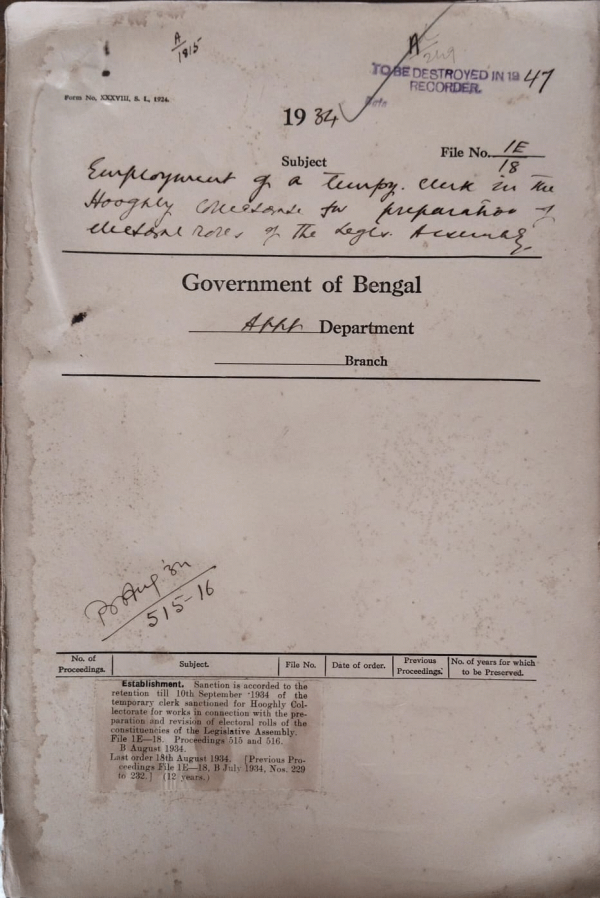 A
1815
A
TO BE DESTROYED IN 1947
RECORDER.
Date
Form No. XXXVIII, S. I., 1924.
1934
Subject
File No. 1E
18
Employment of a tempy. clerk in the
Hooghly Collectorate for preparation of
electoral roles of the Legis. Assembly.
Government of Bengal
Appt Department
Branch
B Aug '34
515-16
No. of Proceedings.
Subject.
File No.
Date of order.
Previous Proceedings.
No. of years for which to be Preserved.
Establishment. Sanction is accorded to the
retention till 10th September 1934 of the
temporary clerk sanctioned for Hooghly Col-
lectorate for works in connection with the pre-
paration and revision of electoral rolls of the
constituencies of the Legislative Assembly.
File 1E—18. Proceedings 515 and 516.
B August 1934.
Last order 18th August 1934. [Previous Pro-
ceedings File 1E—18, B July 1934, Nos. 229
to 232.] (12 years.)